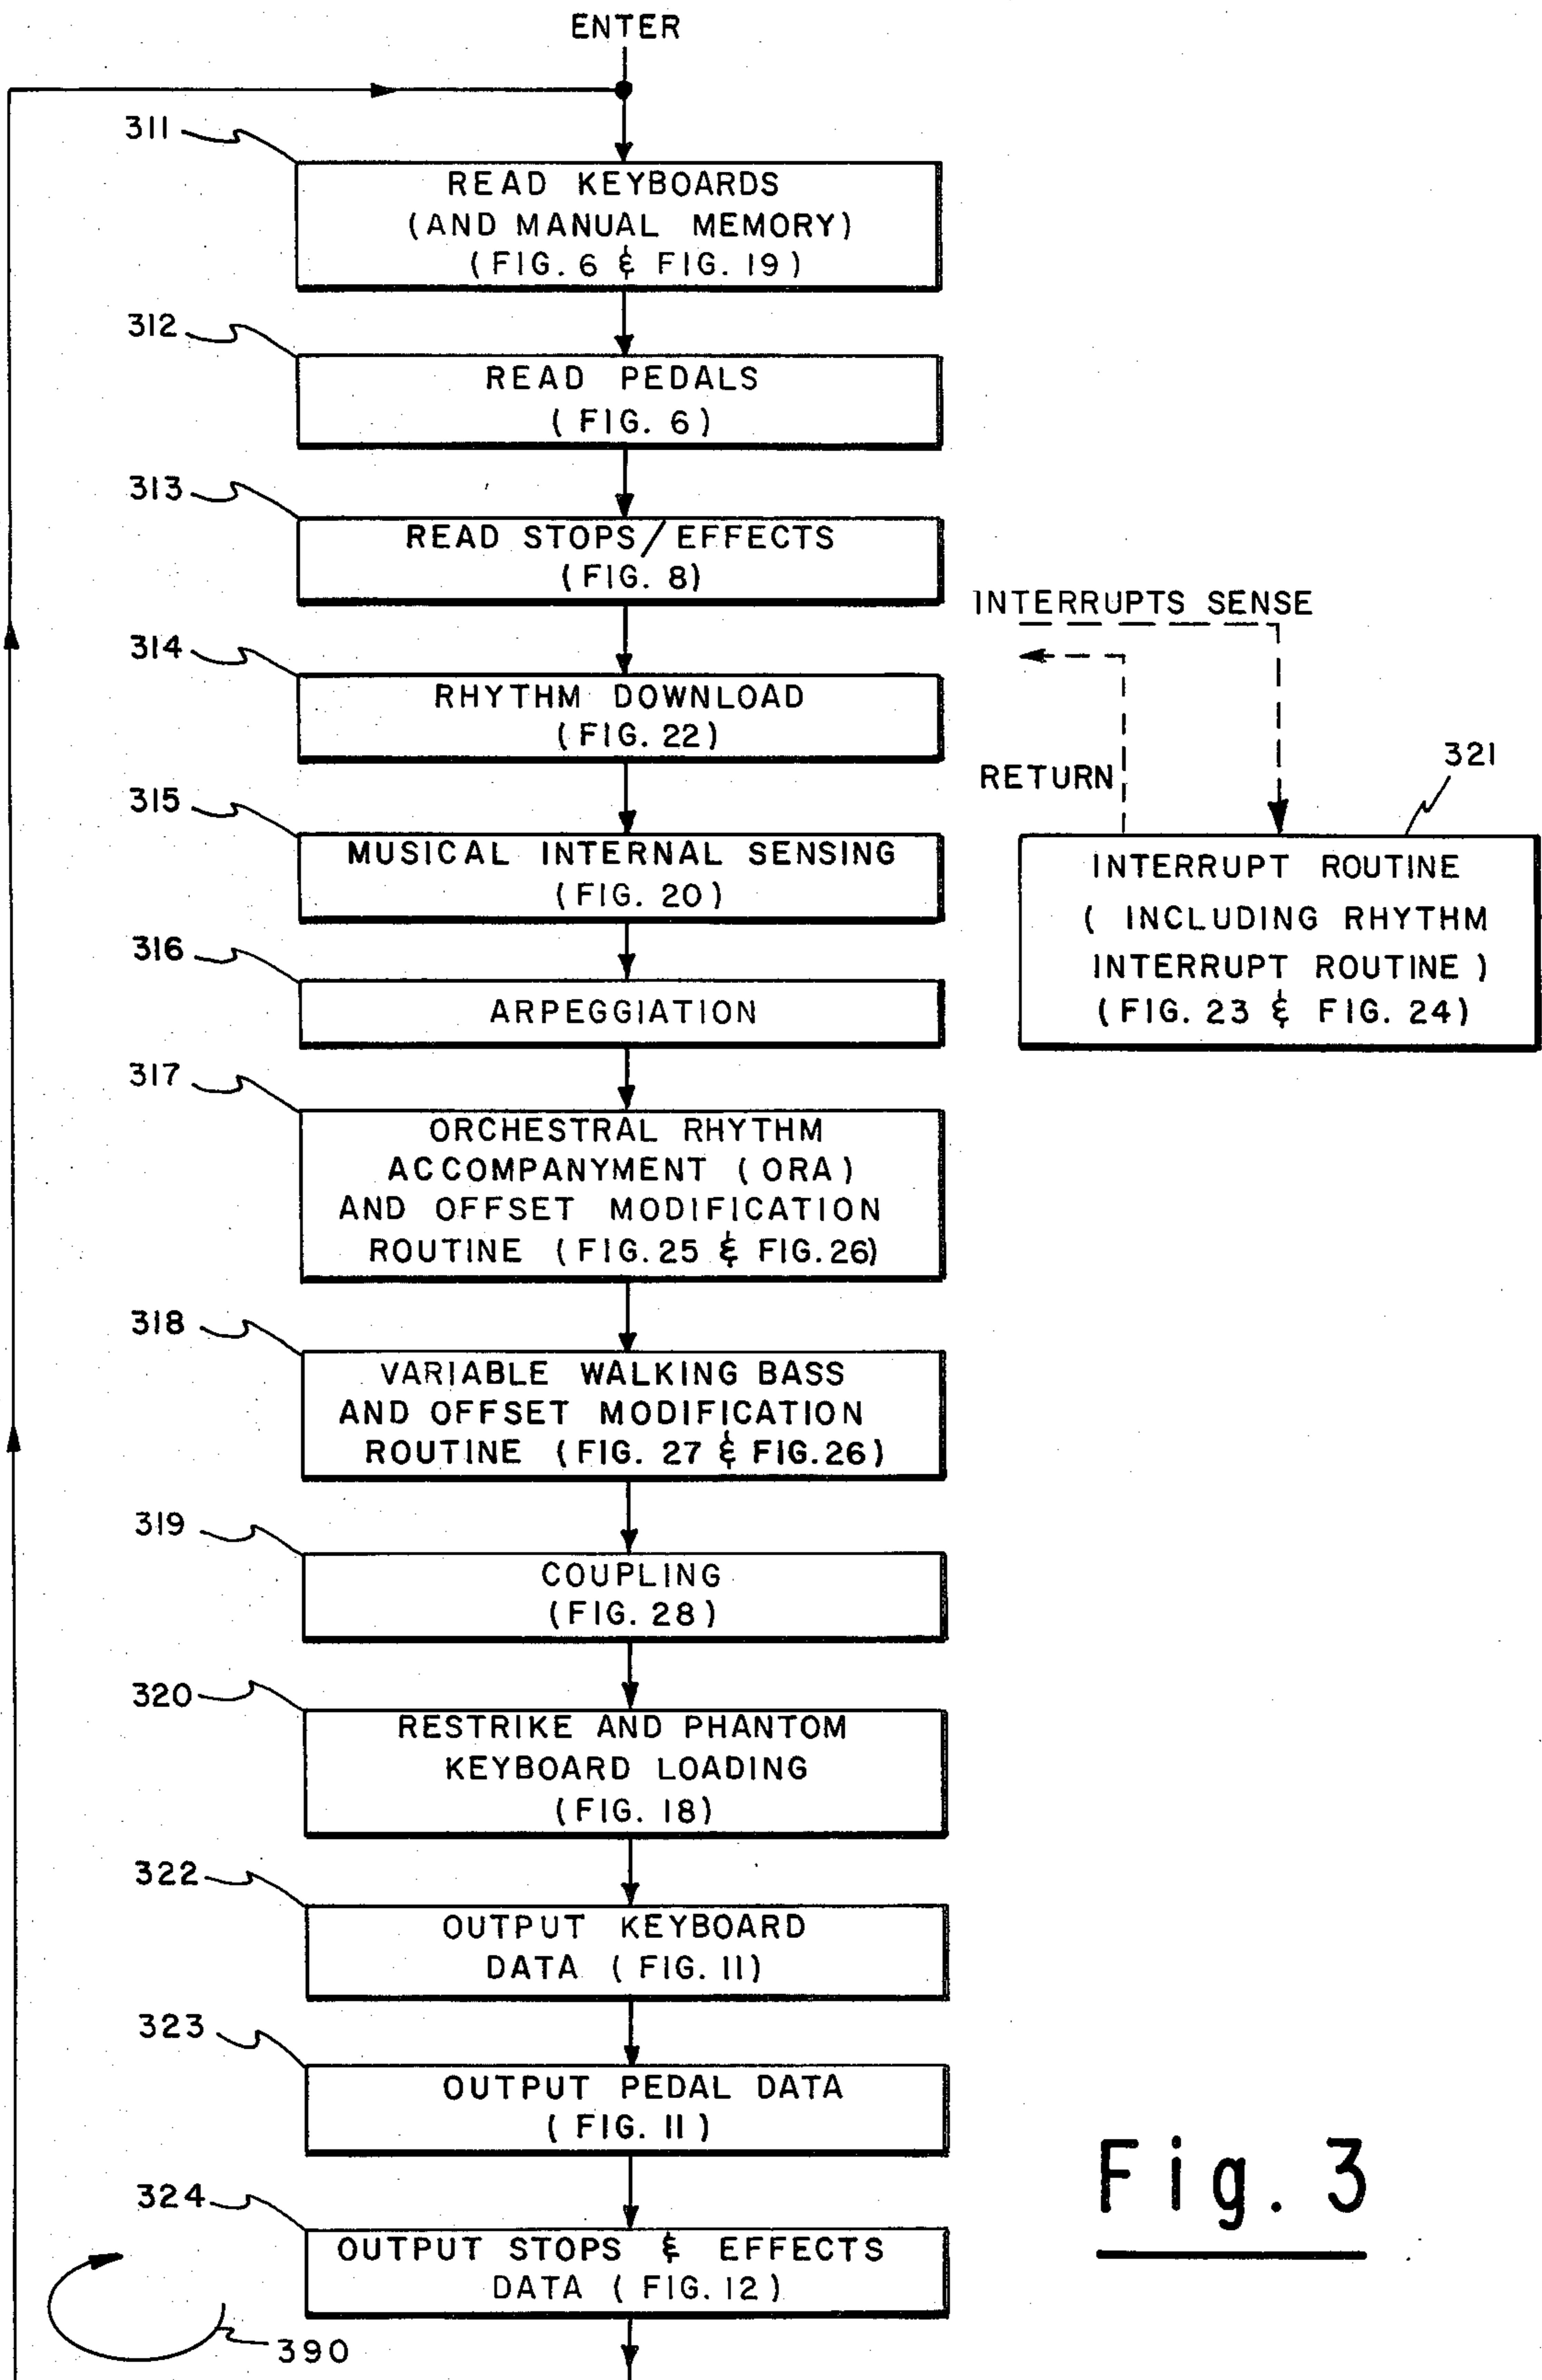 ENTER
311
READ KEYBOARDS
(AND MANUAL MEMORY)
(FIG. 6 & FIG. 19)
312
READ PEDALS
(FIG. 6)
313
READ STOPS/EFFECTS
(FIG. 8)
INTERRUPTS SENSE
314
RHYTHM DOWNLOAD
(FIG. 22)
RETURN
321
315
MUSICAL INTERNAL SENSING
(FIG. 20)
INTERRUPT ROUTINE
(INCLUDING RHYTHM
INTERRUPT ROUTINE)
(FIG. 23 & FIG. 24)
316
ARPEGGIATION
317
ORCHESTRAL RHYTHM
ACCOMPANYMENT (ORA)
AND OFFSET MODIFICATION
ROUTINE (FIG. 25 & FIG. 26)
318
VARIABLE WALKING BASS
AND OFFSET MODIFICATION
ROUTINE (FIG. 27 & FIG. 26)
319
COUPLING
(FIG. 28)
320
RESTRIKE AND PHANTOM
KEYBOARD LOADING
(FIG. 18)
322
OUTPUT KEYBOARD
DATA (FIG. 11)
323
OUTPUT PEDAL DATA
(FIG. 11)
324
OUTPUT STOPS & EFFECTS
DATA (FIG. 12)
390
Fig. 3